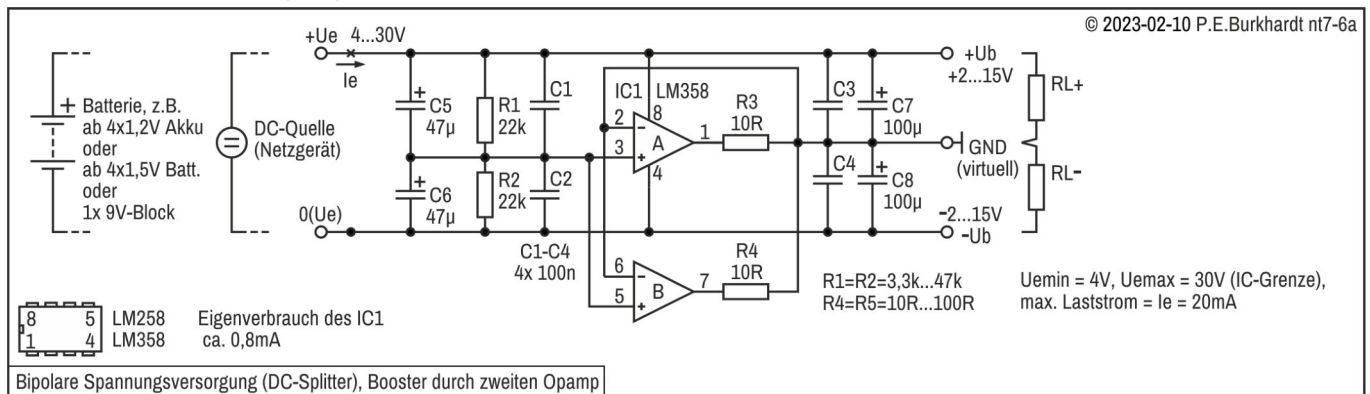 © 2023-02-10 P.E.Burkhardt nt7-6a
+Ue 4...30V
Ie
+Ub
+2...15V
RL+
+
Batterie, z.B.
ab 4x1,2V Akku
oder
ab 4x1,5V Batt.
oder
1x 9V-Block
DC-Quelle
(Netzgerät)
+
C5
47µ
R1
22k
C1
IC1 LM358
2
8
A
1
3
4
R3
10R
C3
+
C7
100µ
GND
(virtuell)
+
C6
47µ
R2
22k
C2
C4
+
C8
100µ
RL-
0(Ue)
-2...15V
-Ub
C1-C4
4x 100n
6
B
7
5
R4
10R
R1=R2=3,3k...47k
R4=R5=10R...100R
Uemin = 4V, Uemax = 30V (IC-Grenze),
max. Laststrom = Ie = 20mA
8 5 LM258
1 4 LM358
Eigenverbrauch des IC1
ca. 0,8mA
Bipolare Spannungsversorgung (DC-Splitter), Booster durch zweiten Opamp